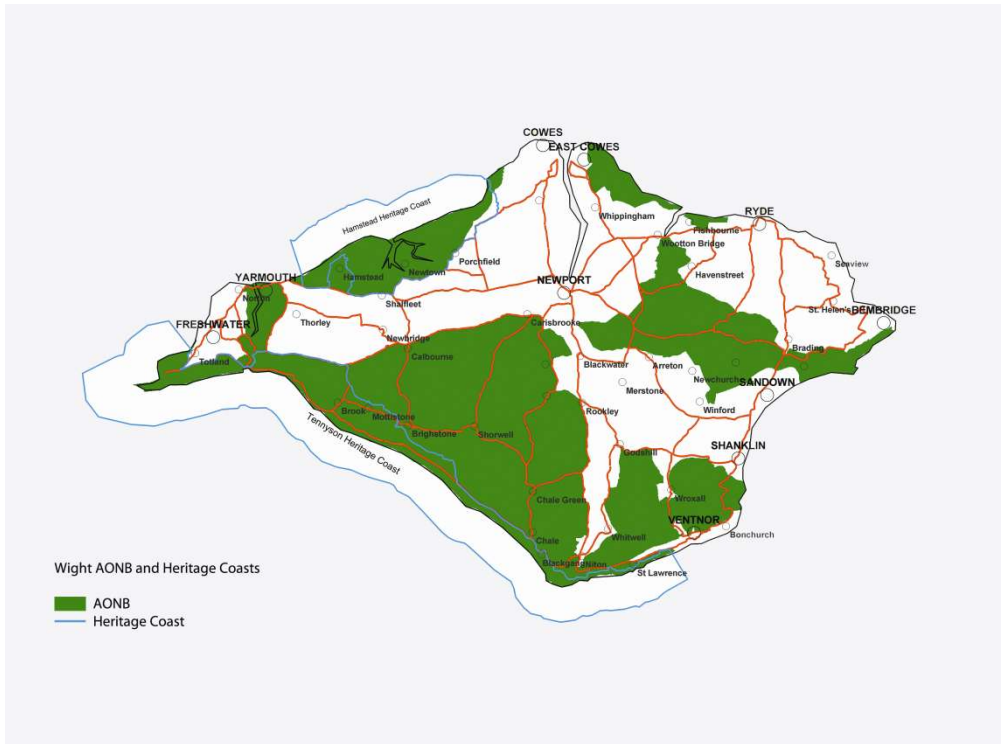 COWES
EAST COWES
Hamstead Heritage Coast
Whippingham
RYDE
Fishbourne
Wootton Bridge
Porchfield
Newtown
Hamstead
Havenstreet
Seaview
YARMOUTH
NEWPORT
Norton
Shalfleet
St. Helen's
BEMBRIDGE
Thorley
Carisbrooke
FRESHWATER
Newbridge
Brading
Calbourne
Totland
Blackwater
Arreton
Newchurch
SANDOWN
Merstone
Brook
Mottistone
Rookley
Winford
Tennyson Heritage Coast
Brighstone
Shorwell
SHANKLIN
Godshill
Chale Green
Wroxall
VENTNOR
Bonchurch
Chale
Whitwell
Blackgang
Niton
St Lawrence
Wight AONB and Heritage Coasts
AONB
Heritage Coast